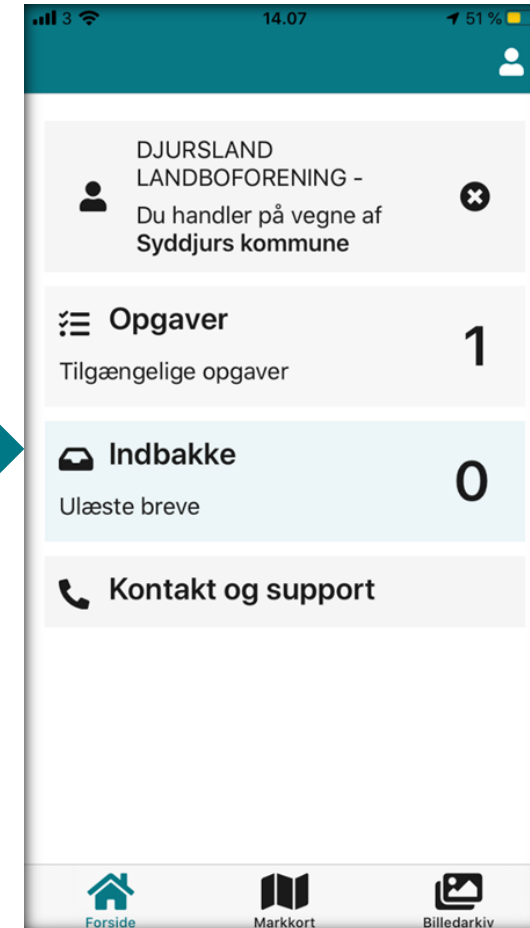 3 14.07 51 %
DJURSLAND
LANDBOFORENING -
Du handler på vegne af
Syddjurs kommune
Opgaver
1
Tilgængelige opgaver
Indbakke
0
Ulæste breve
Kontakt og support
Forside Markkort Billedarkiv